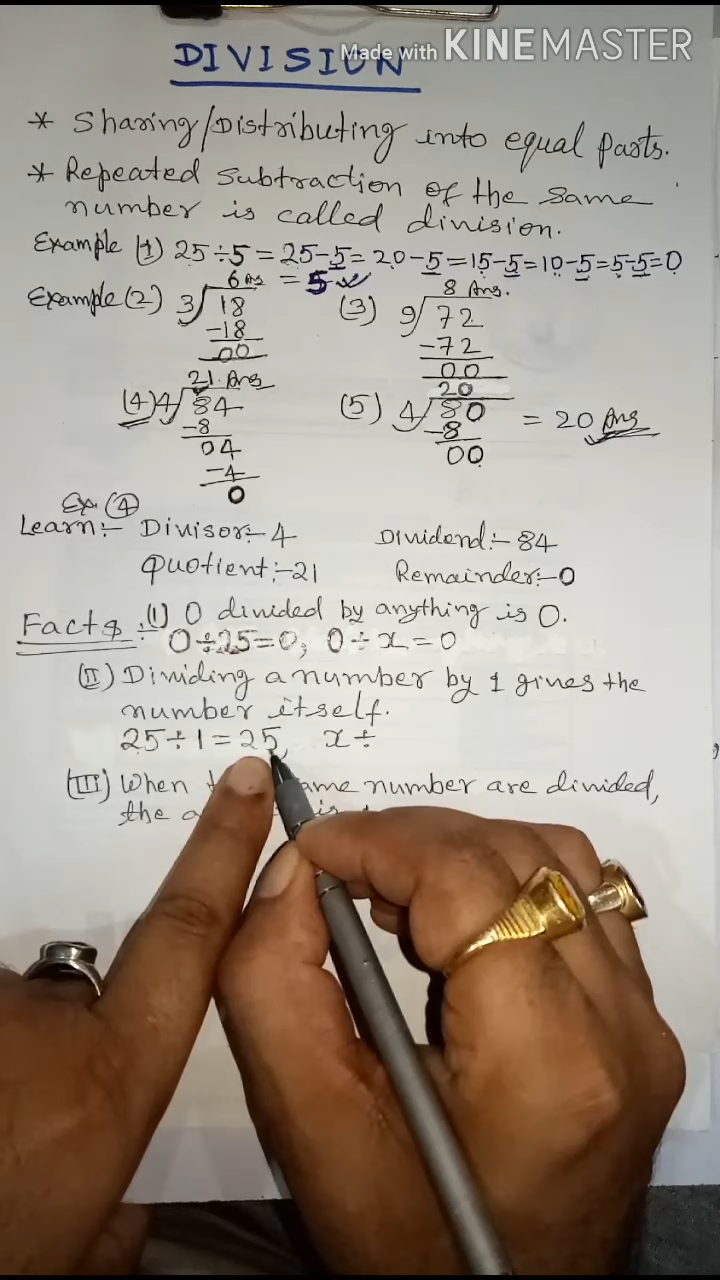 DIVISION
Made with KINEMASTER
* Sharing/Distributing into equal parts.
* Repeated subtraction of the same
number is called division.
Example (1) 25÷5 = 25-5 = 20-5 = 15-5 = 10-5 = 5-5 = 0
= 5
Example (2) 3)18 6 Ans
-18
00
(3) 9)72 8 Ans.
-72
00
(4) 4)84 21 Ans
-8
04
-4
0
(5) 4)80 20 = 20 Ans
-8
00
Ex. (4)
Learn:- Divisor:- 4 Dividend:- 84
Quotient:- 21 Remainder:- 0
Facts :- (I) 0 divided by anything is 0.
0÷25=0, 0÷x=0
(II) Dividing a number by 1 gives the
number itself.
25÷1=25, x÷
(III) When same number are divided,
the is